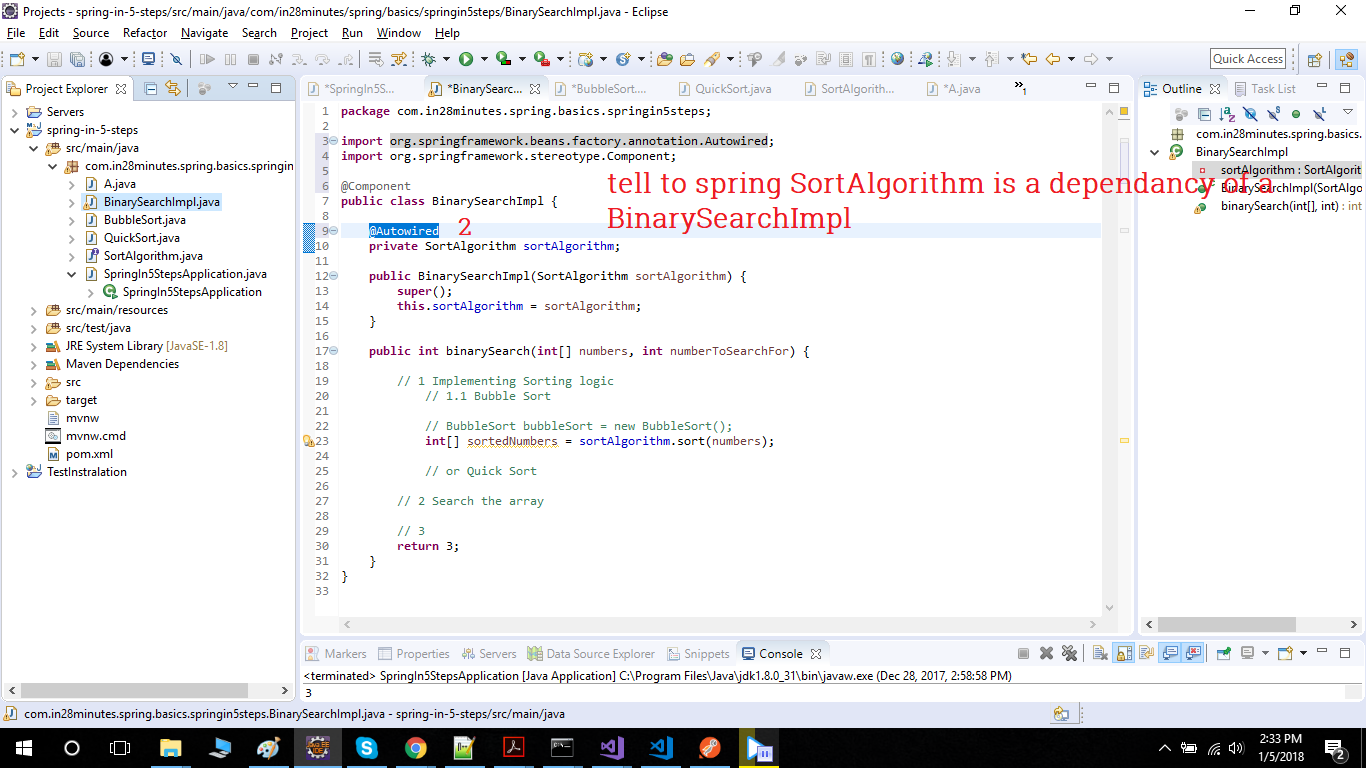 Projects - spring-in-5-steps/src/main/java/com/in28minutes/spring/basics/springin5steps/BinarySearchImpl.java - Eclipse
File Edit Source Refactor Navigate Search Project Run Window Help
Quick Access
Project Explorer
Servers
spring-in-5-steps
src/main/java
com.in28minutes.spring.basics.springin
A.java
BinarySearchImpl.java
BubbleSort.java
QuickSort.java
SortAlgorithm.java
SpringIn5StepsApplication.java
SpringIn5StepsApplication
src/main/resources
src/test/java
JRE System Library [JavaSE-1.8]
Maven Dependencies
src
target
mvnw
mvnw.cmd
pom.xml
TestInstralation
*SpringIn5S... *BinarySearc... *BubbleSort.... QuickSort.java SortAlgorith... *A.java »1
1 package com.in28minutes.spring.basics.springin5steps;
2
3 import org.springframework.beans.factory.annotation.Autowired;
4 import org.springframework.stereotype.Component;
5
6 @Component
7 public class BinarySearchImpl {
8
9 @Autowired
10 private SortAlgorithm sortAlgorithm;
11
12 public BinarySearchImpl(SortAlgorithm sortAlgorithm) {
13 super();
14 this.sortAlgorithm = sortAlgorithm;
15 }
16
17 public int binarySearch(int[] numbers, int numberToSearchFor) {
18
19 // 1 Implementing Sorting logic
20 // 1.1 Bubble Sort
21
22 // BubbleSort bubbleSort = new BubbleSort();
23 int[] sortedNumbers = sortAlgorithm.sort(numbers);
24
25 // or Quick Sort
26
27 // 2 Search the array
28
29 // 3
30 return 3;
31 }
32 }
33
2
tell to spring SortAlgorithm is a dependancy of a
BinarySearchImpl
Outline Task List
com.in28minutes.spring.basics.
BinarySearchImpl
sortAlgorithm : SortAlgorit
BinarySearchImpl(SortAlgo
binarySearch(int[], int) : int
Markers Properties Servers Data Source Explorer Snippets Console
<terminated> SpringIn5StepsApplication [Java Application] C:\Program Files\Java\jdk1.8.0_31\bin\javaw.exe (Dec 28, 2017, 2:58:58 PM)
3
com.in28minutes.spring.basics.springin5steps.BinarySearchImpl.java - spring-in-5-steps/src/main/java
2:33 PM
1/5/2018
2